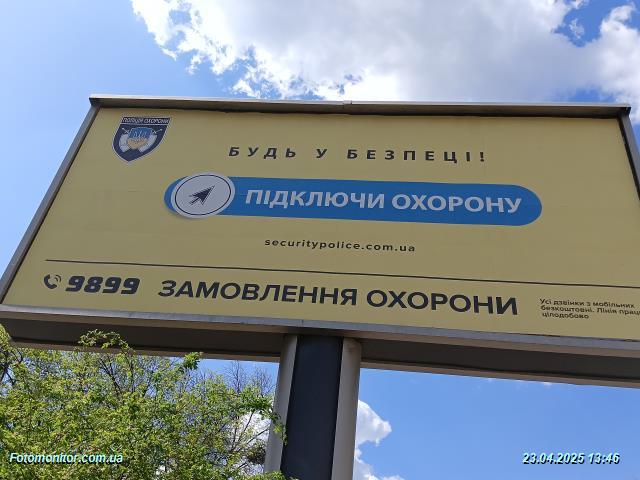 ПОЛІЦІЯ ОХОРОНИ
БУДЬ У БЕЗПЕЦІ!
ПІДКЛЮЧИ ОХОРОНУ
securitypolice.com.ua
9899 ЗАМОВЛЕННЯ ОХОРОНИ
Усі дзвінки з мобільних
безкоштовні. Лінія
цілодобово
Fotomonitor.com.ua
23.04.2025 13:46